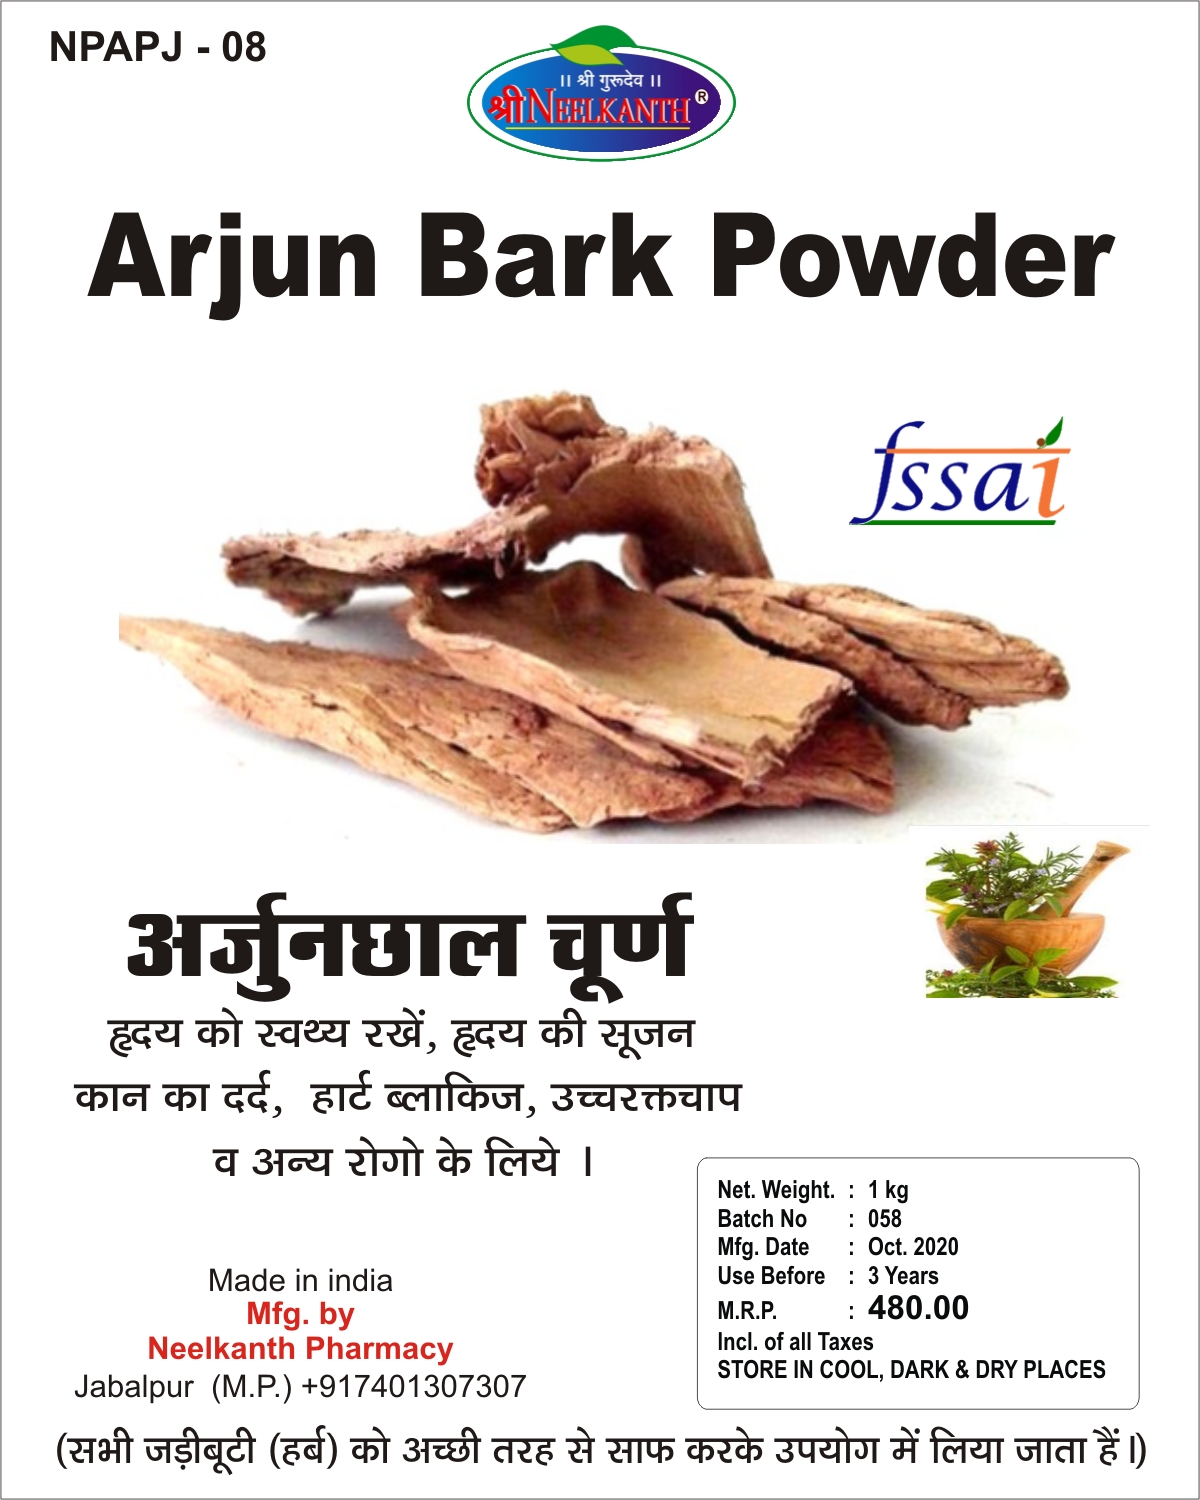 NPAPJ - 08
।। श्री गुरूदेव ।।
श्री NEELKANTH ®
Arjun Bark Powder
fssai
अर्जुनछाल चूर्ण
हृदय को स्वथ्य रखें, हृदय की सूजन
कान का दर्द, हार्ट ब्लाकिज, उच्चरक्तचाप
व अन्य रोगो के लिये ।
Net. Weight. : 1 kg
Batch No : 058
Mfg. Date : Oct. 2020
Use Before : 3 Years
M.R.P. : 480.00
Incl. of all Taxes
STORE IN COOL, DARK & DRY PLACES
Made in india
Mfg. by
Neelkanth Pharmacy
Jabalpur (M.P.) +917401307307
(सभी जड़ीबूटी (हर्ब) को अच्छी तरह से साफ करके उपयोग में लिया जाता हैं।)